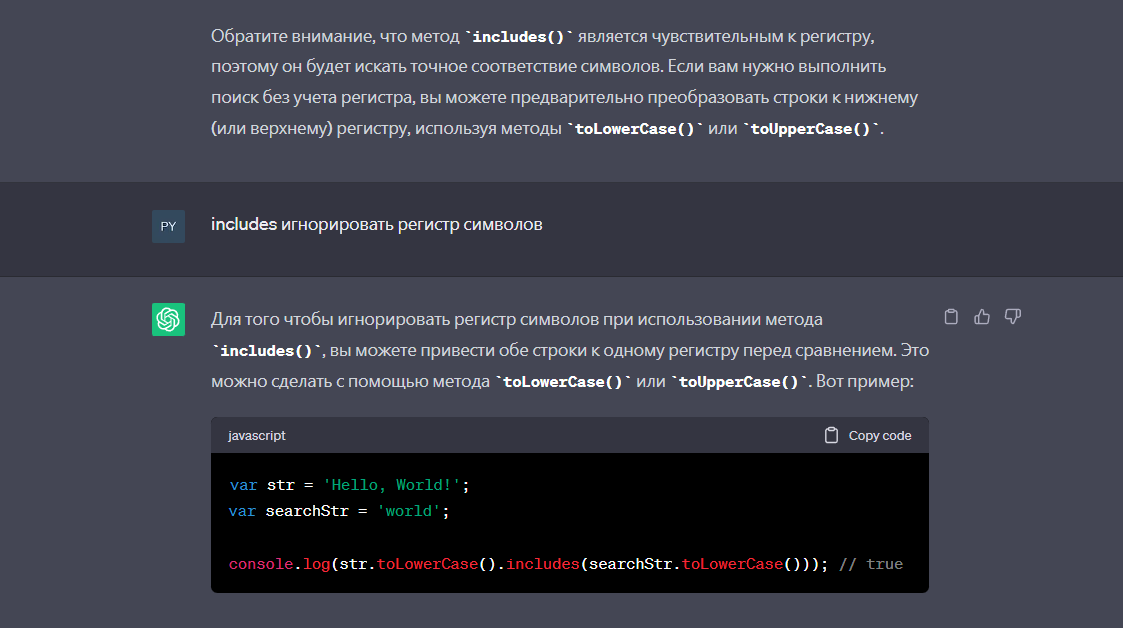 Обратите внимание, что метод `includes()` является чувствительным к регистру,
поэтому он будет искать точное соответствие символов. Если вам нужно выполнить
поиск без учета регистра, вы можете предварительно преобразовать строки к нижнему
(или верхнему) регистру, используя методы `toLowerCase()` или `toUpperCase()`.
PY
includes игнорировать регистр символов
Для того чтобы игнорировать регистр символов при использовании метода
`includes()`, вы можете привести обе строки к одному регистру перед сравнением. Это
можно сделать с помощью метода `toLowerCase()` или `toUpperCase()`. Вот пример:
javascript Copy code
var str = 'Hello, World!';
var searchStr = 'world';
console.log(str.toLowerCase().includes(searchStr.toLowerCase())); // true